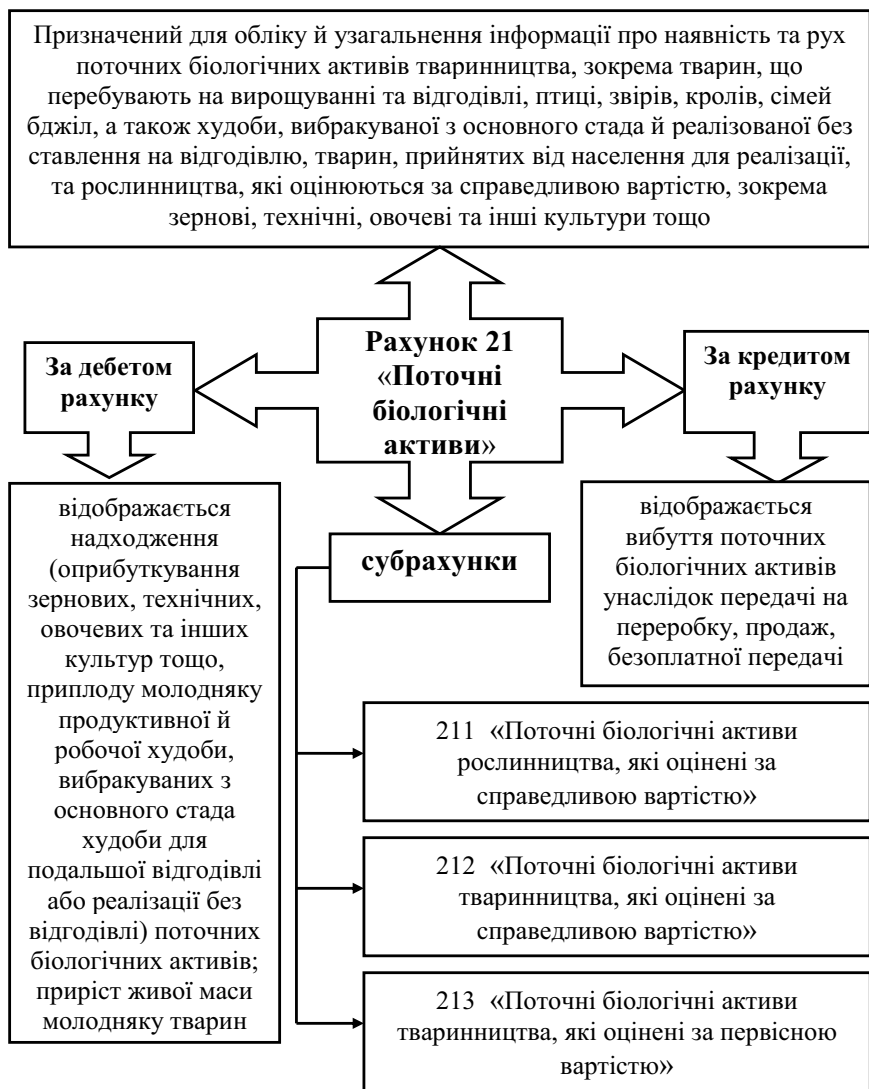 Призначений для обліку й узагальнення інформації про наявність та рух
поточних біологічних активів тваринництва, зокрема тварин, що
перебувають на вирощуванні та відгодівлі, птиці, звірів, кролів, сімей
бджіл, а також худоби, вибракуваної з основного стада й реалізованої без
ставлення на відгодівлю, тварин, прийнятих від населення для реалізації,
та рослинництва, які оцінюються за справедливою вартістю, зокрема
зернові, технічні, овочеві та інші культури тощо
Рахунок 21
«Поточні
біологічні
активи»
За дебетом
рахунку
За кредитом
рахунку
відображається
надходження
(оприбуткування
зернових, технічних,
овочевих та інших
культур тощо,
приплоду молодняку
продуктивної й
робочої худоби,
вибракуваних з
основного стада
худоби для
подальшої відгодівлі
або реалізації без
відгодівлі) поточних
біологічних активів;
приріст живої маси
молодняку тварин
субрахунки
відображається
вибуття поточних
біологічних активів
унаслідок передачі на
переробку, продаж,
безоплатної передачі
211 «Поточні біологічні активи
рослинництва, які оцінені за
справедливою вартістю»
212 «Поточні біологічні активи
тваринництва, які оцінені за
справедливою вартістю»
213 «Поточні біологічні активи
тваринництва, які оцінені за первісною
вартістю»